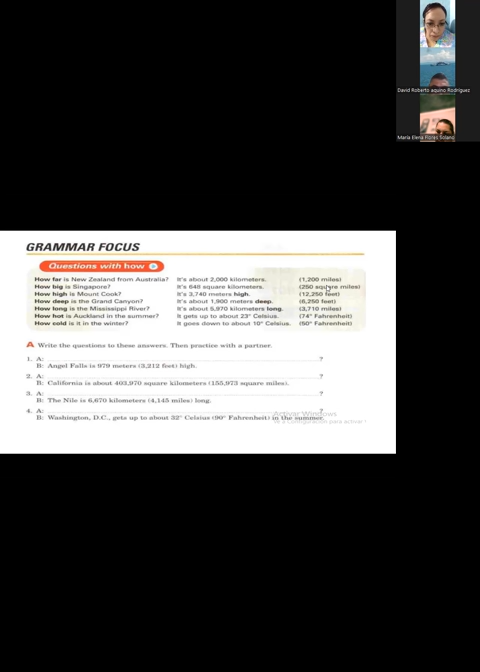 David Roberto aquino Rodriguez
María Elena Flores Solano
GRAMMAR FOCUS
Questions with how
How far is New Zealand from Australia? It's about 2,000 kilometers. (1,200 miles)
How big is Singapore? It's 648 square kilometers. (250 square miles)
How high is Mount Cook? It's 3,740 meters high. (12,250 feet)
How deep is the Grand Canyon? It's about 1,900 meters deep. (6,250 feet)
How long is the Mississippi River? It's about 5,970 kilometers long. (3,710 miles)
How hot is Auckland in the summer? It gets up to about 23° Celsius. (74° Fahrenheit)
How cold is it in the winter? It goes down to about 10° Celsius. (50° Fahrenheit)
A Write the questions to these answers. Then practice with a partner.
1. A: ?
B: Angel Falls is 979 meters (3,212 feet) high.
2. A: ?
B: California is about 403,970 square kilometers (155,973 square miles).
3. A: ?
B: The Nile is 6,670 kilometers (4,145 miles) long.
4. A: ?
Activar Windows
B: Washington, D.C., gets up to about 32° Celsius (90° Fahrenheit) in the summer.
Ve a Configuración para activar